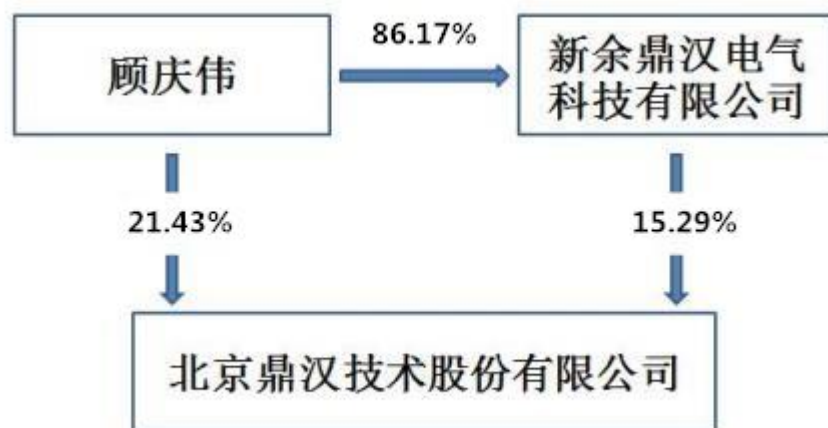 86.17%
顾庆伟
新余鼎汉电气
科技有限公司
21.43%
15.29%
北京鼎汉技术股份有限公司